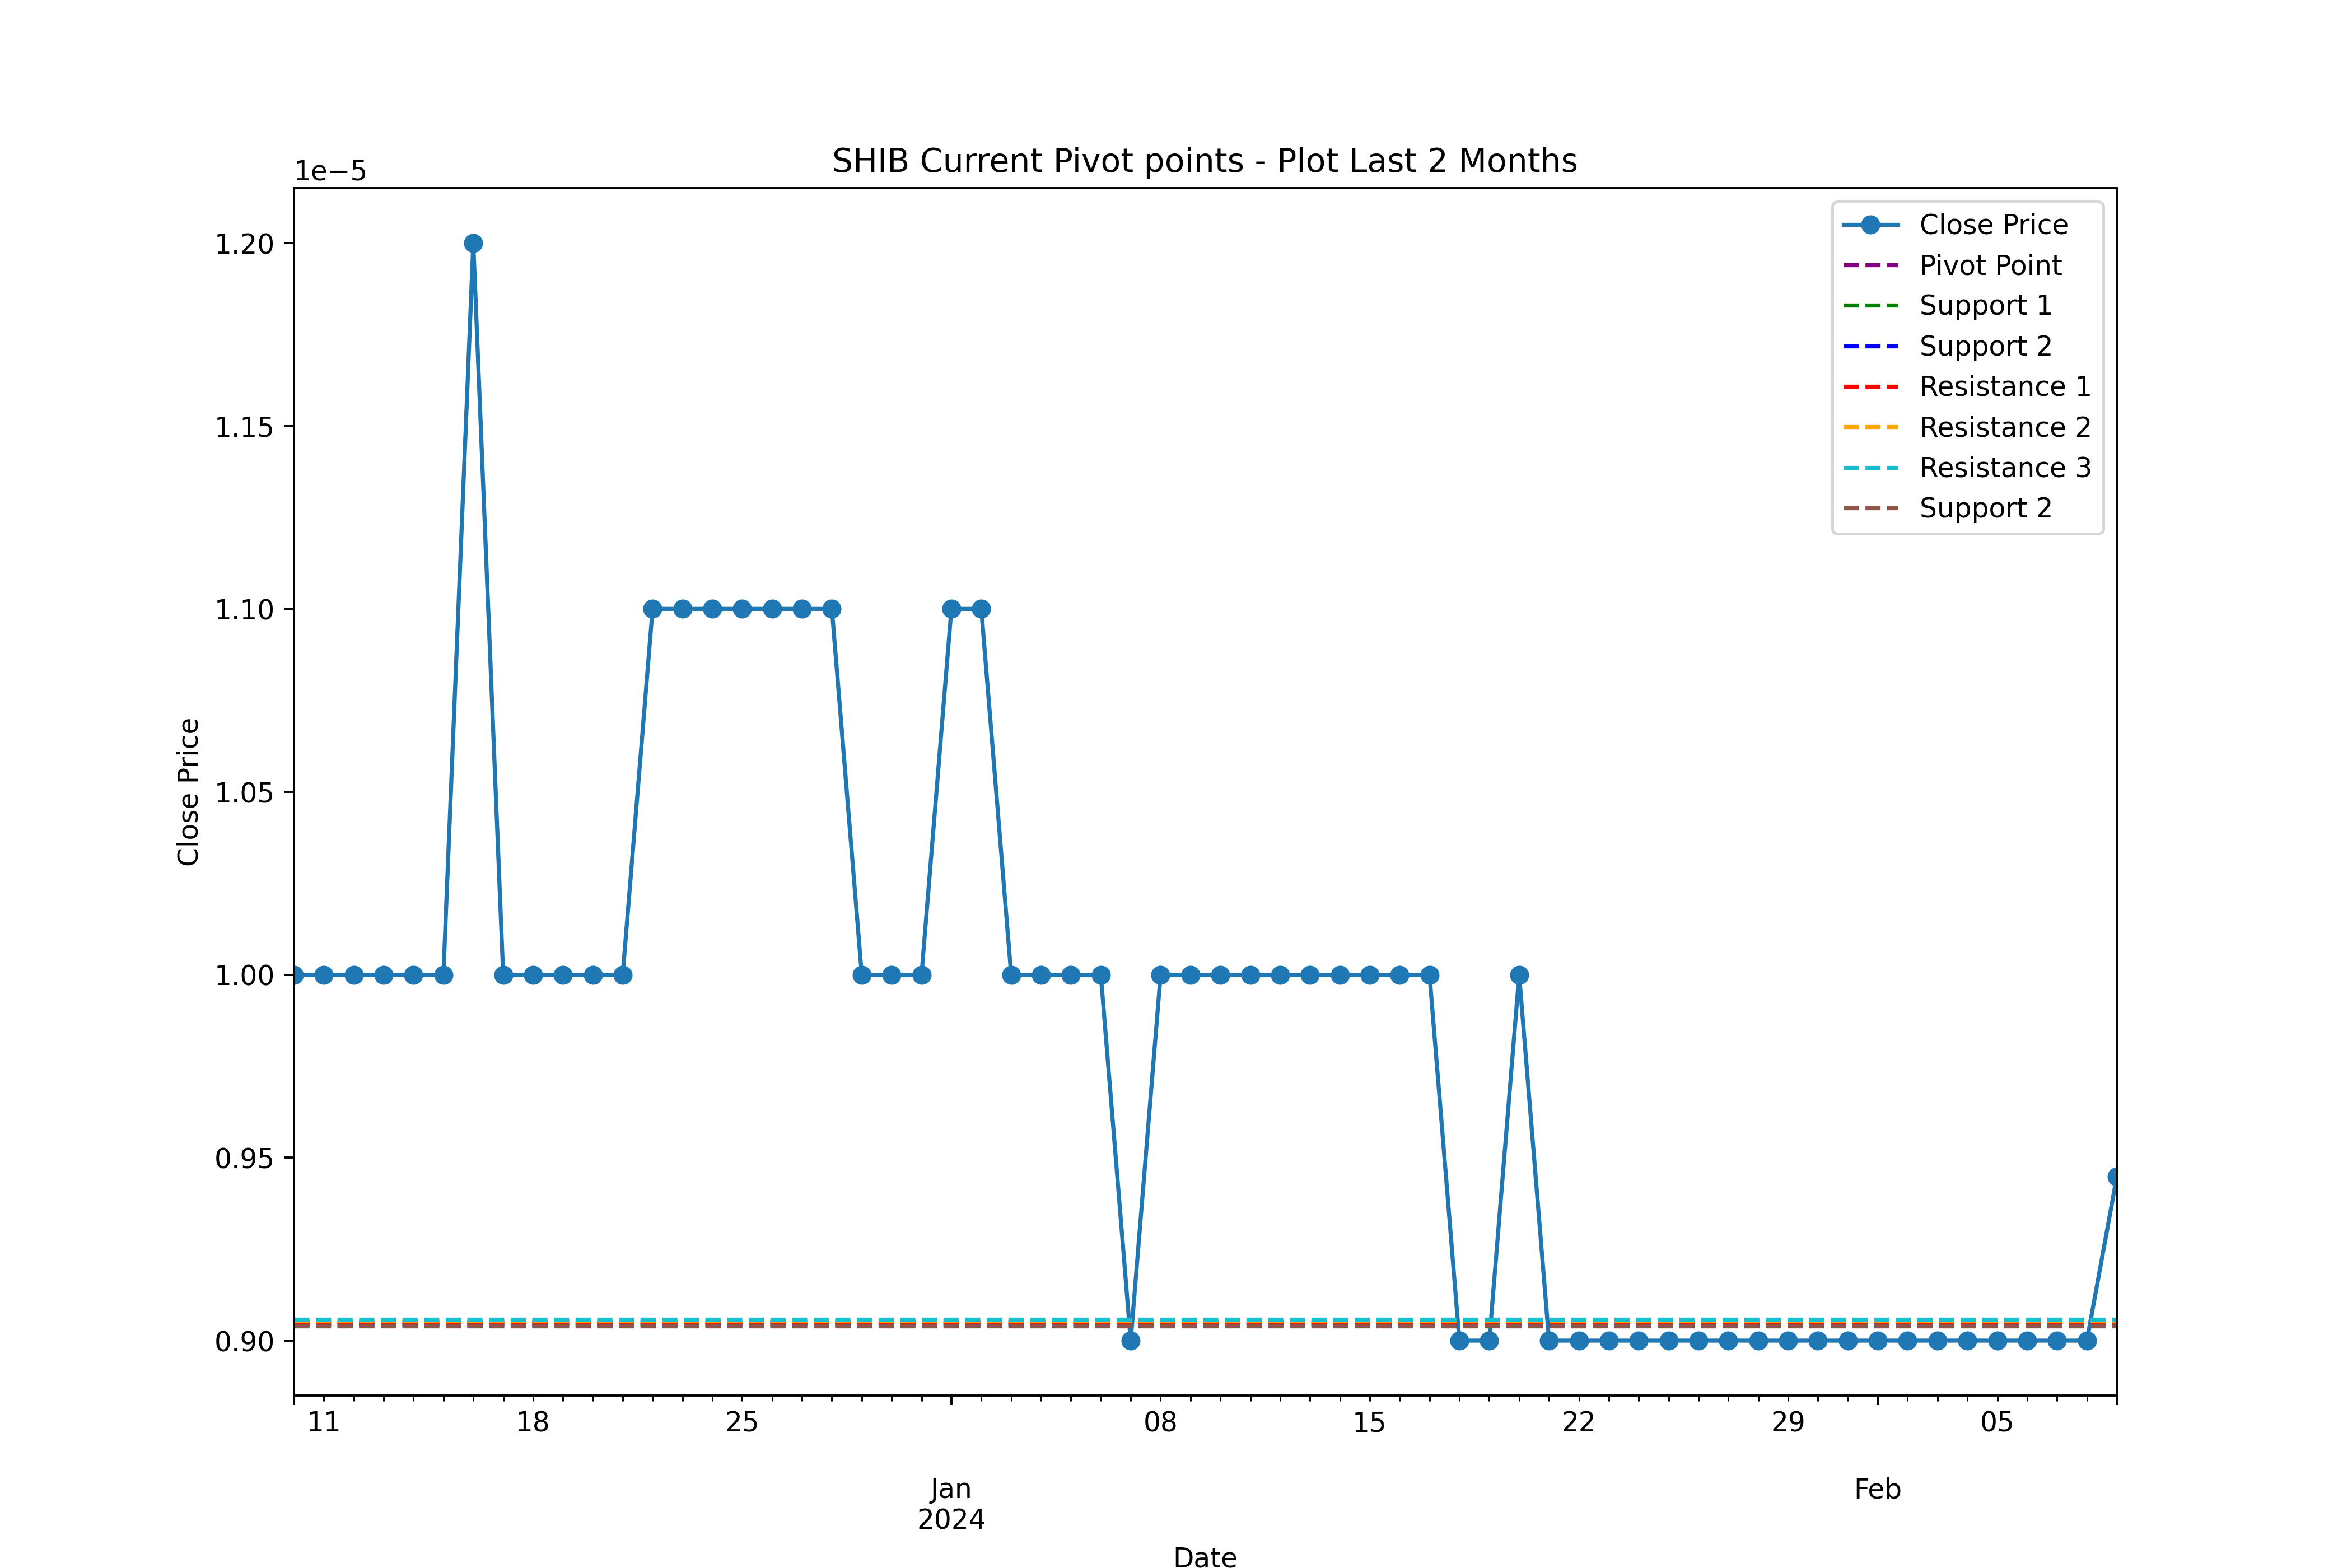 SHIB Current Pivot points - Plot Last 2 Months
1e−5
1.20
1.15
1.10
1.05
1.00
0.95
0.90
Close Price
Close Price
Pivot Point
Support 1
Support 2
Resistance 1
Resistance 2
Resistance 3
Support 2
11
18
25
08
15
22
29
05
Jan
2024
Feb
Date